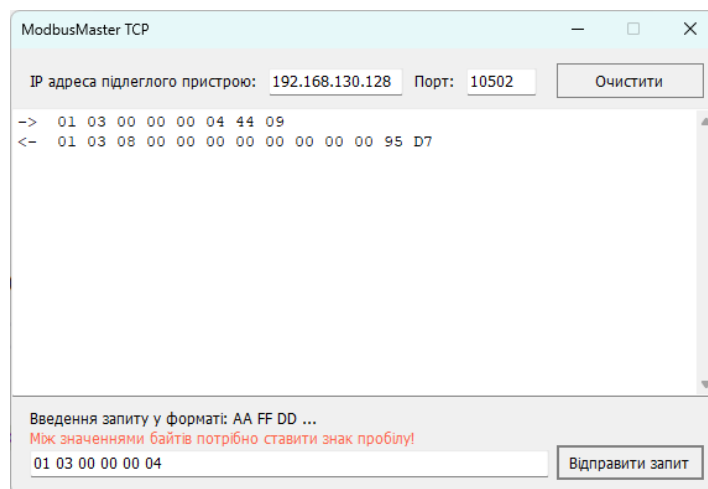 ModbusMaster TCP
IP адреса підлеглого пристрою: 192.168.130.128 Порт: 10502 Очистити
-> 01 03 00 00 00 04 44 09
<- 01 03 08 00 00 00 00 00 00 00 00 95 D7
Введення запиту у форматі: AA FF DD ...
Між значеннями байтів потрібно ставити знак пробілу!
01 03 00 00 00 04 Відправити запит